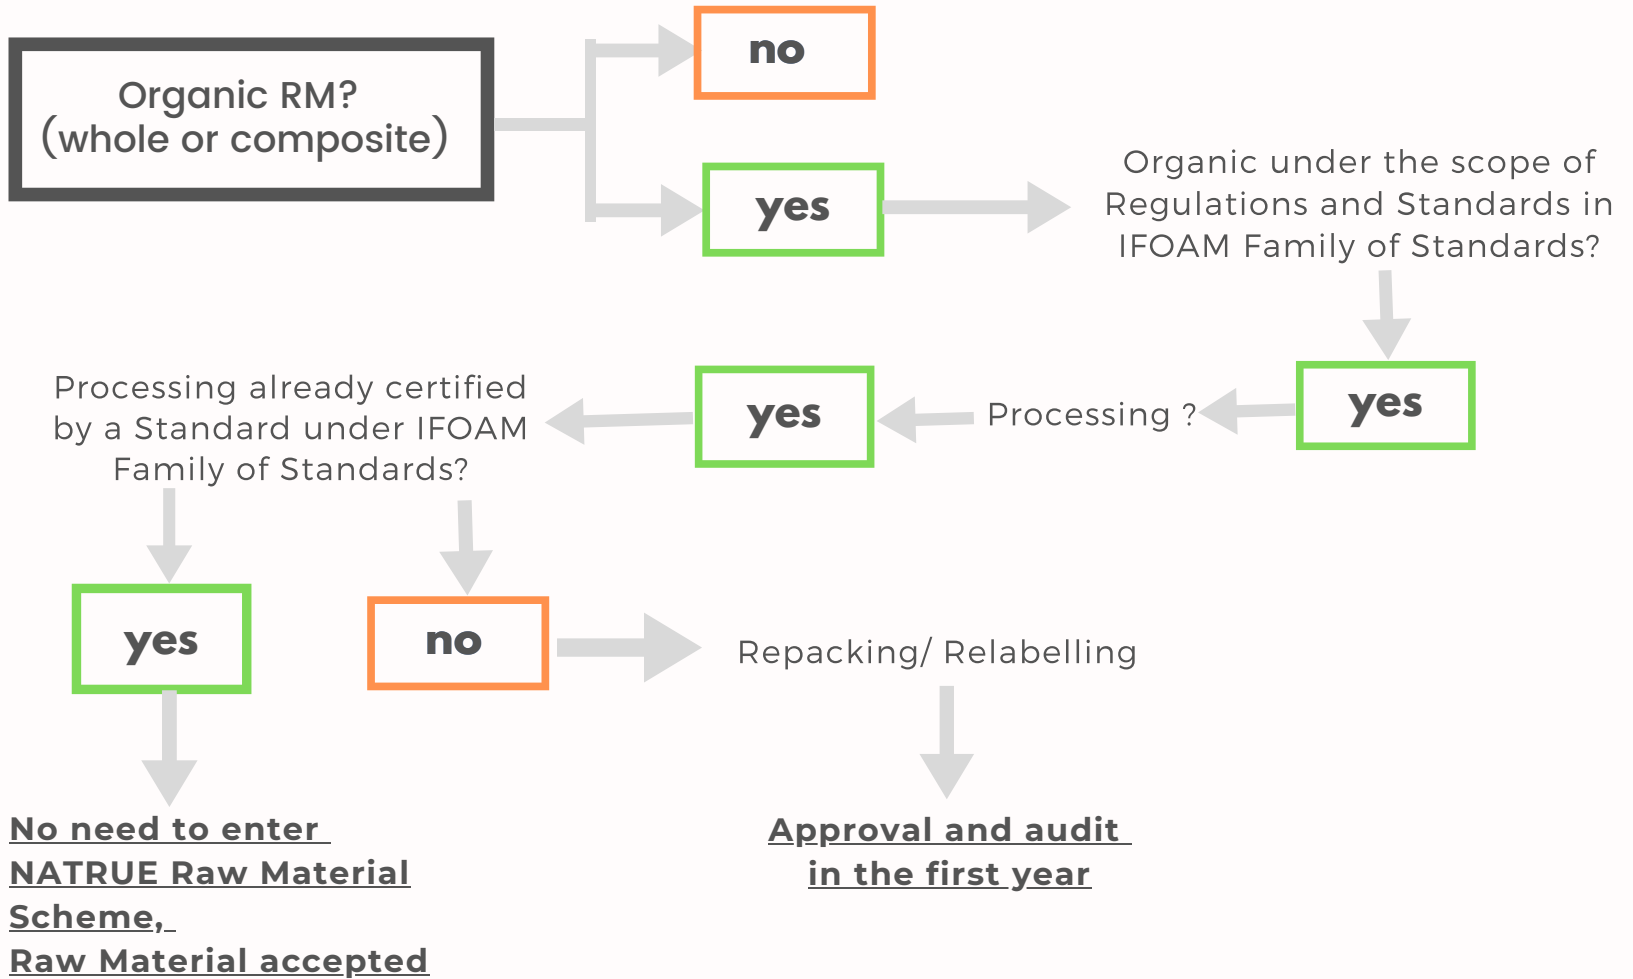 Organic RM?
(whole or composite)
no
yes
Organic under the scope of
Regulations and Standards in
IFOAM Family of Standards?
yes
Processing ?
yes
Processing already certified
by a Standard under IFOAM
Family of Standards?
yes
no
Repacking/ Relabelling
No need to enter
NATRUE Raw Material
Scheme,
Raw Material accepted
Approval and audit
in the first year